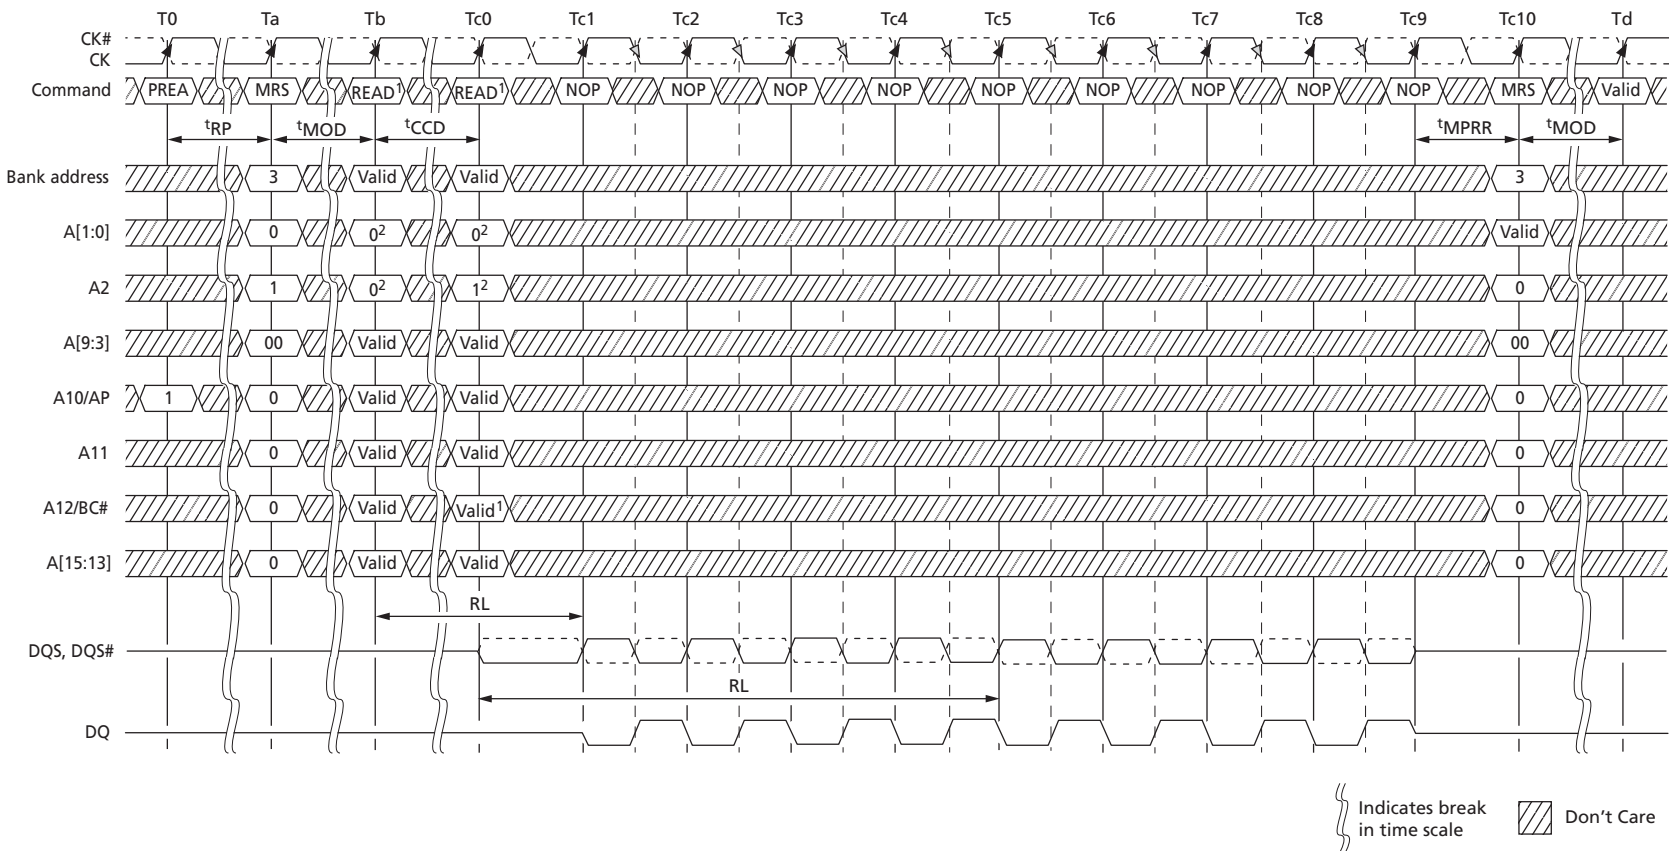 T0 Ta Tb Tc0 Tc1 Tc2 Tc3 Tc4 Tc5 Tc6 Tc7 Tc8 Tc9 Tc10 Td
CK#
CK
Command PREA MRS READ¹ READ¹ NOP NOP NOP NOP NOP NOP NOP NOP NOP MRS Valid
ᵗRP ᵗMOD ᵗCCD ᵗMPRR ᵗMOD
Bank address 3 Valid Valid 3
A[1:0] 0 0² 0² Valid
A2 1 0² 1² 0
A[9:3] 00 Valid Valid 00
A10/AP 1 0 Valid Valid 0
A11 0 Valid Valid 0
A12/BC# 0 Valid Valid¹ 0
A[15:13] 0 Valid Valid 0
RL
DQS, DQS#
RL
DQ
Indicates break
in time scale
Don't Care